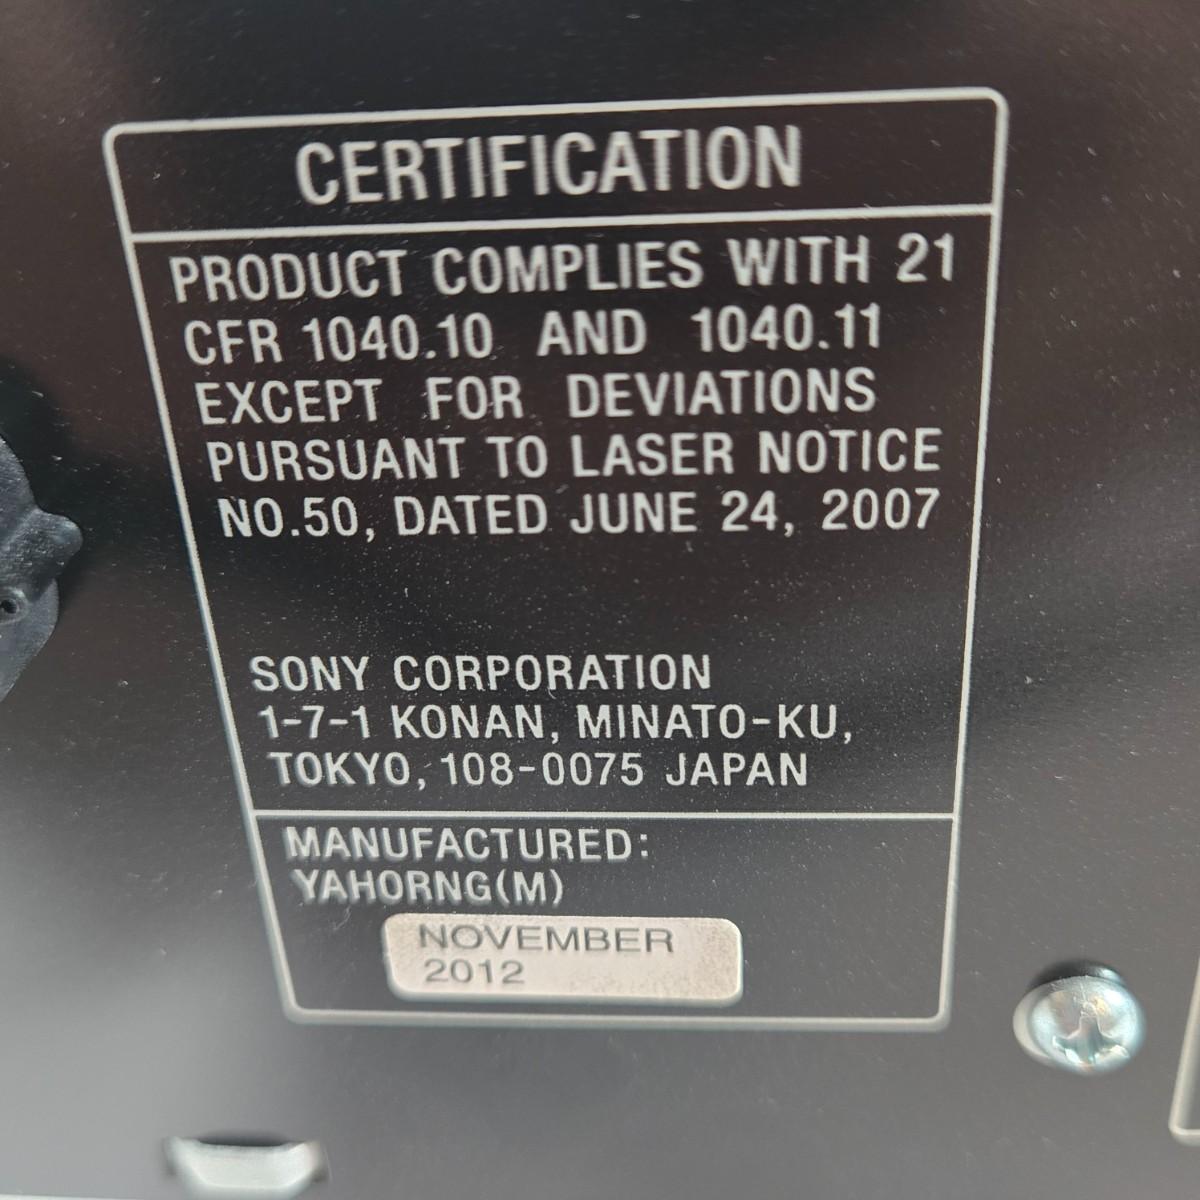 CERTIFICATION
PRODUCT COMPLIES WITH 21
CFR 1040.10 AND 1040.11
EXCEPT FOR DEVIATIONS
PURSUANT TO LASER NOTICE
NO.50, DATED JUNE 24, 2007
SONY CORPORATION
1-7-1 KONAN, MINATO-KU,
TOKYO, 108-0075 JAPAN
MANUFACTURED:
YAHORNG(M)
NOVEMBER
2012